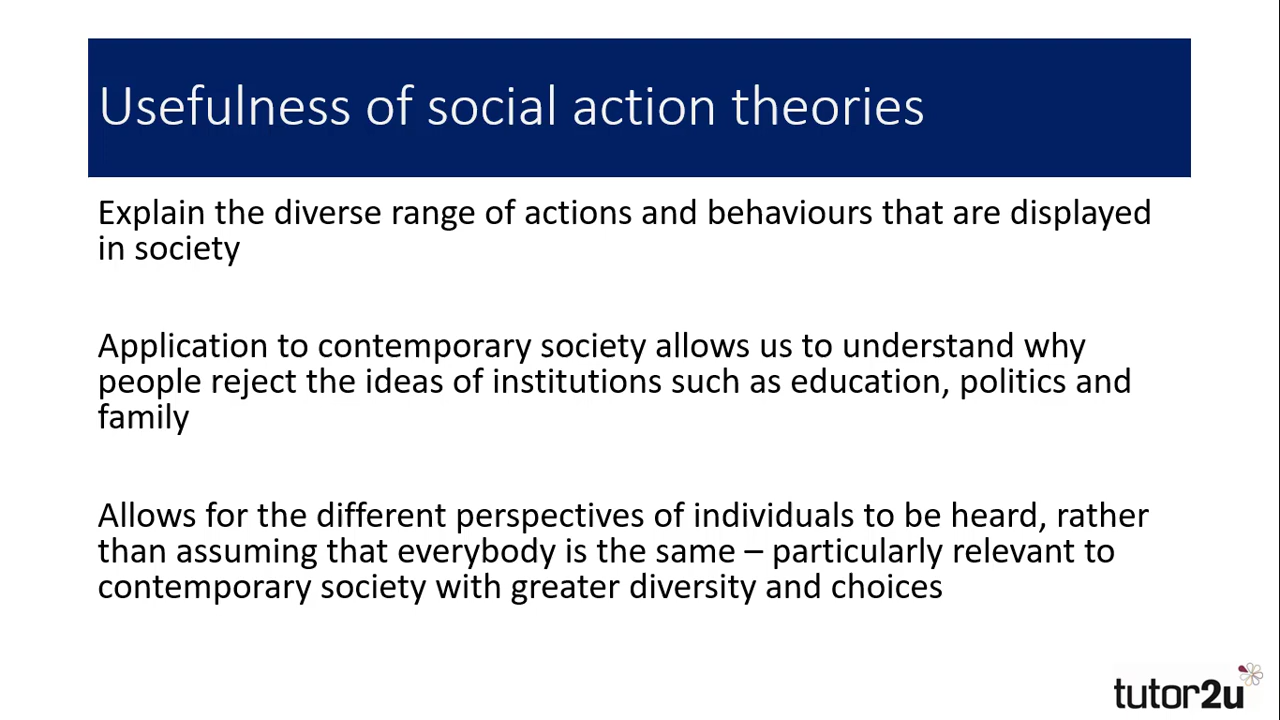 Usefulness of social action theories
Explain the diverse range of actions and behaviours that are displayed
in society
Application to contemporary society allows us to understand why
people reject the ideas of institutions such as education, politics and
family
Allows for the different perspectives of individuals to be heard, rather
than assuming that everybody is the same – particularly relevant to
contemporary society with greater diversity and choices
tutor2u